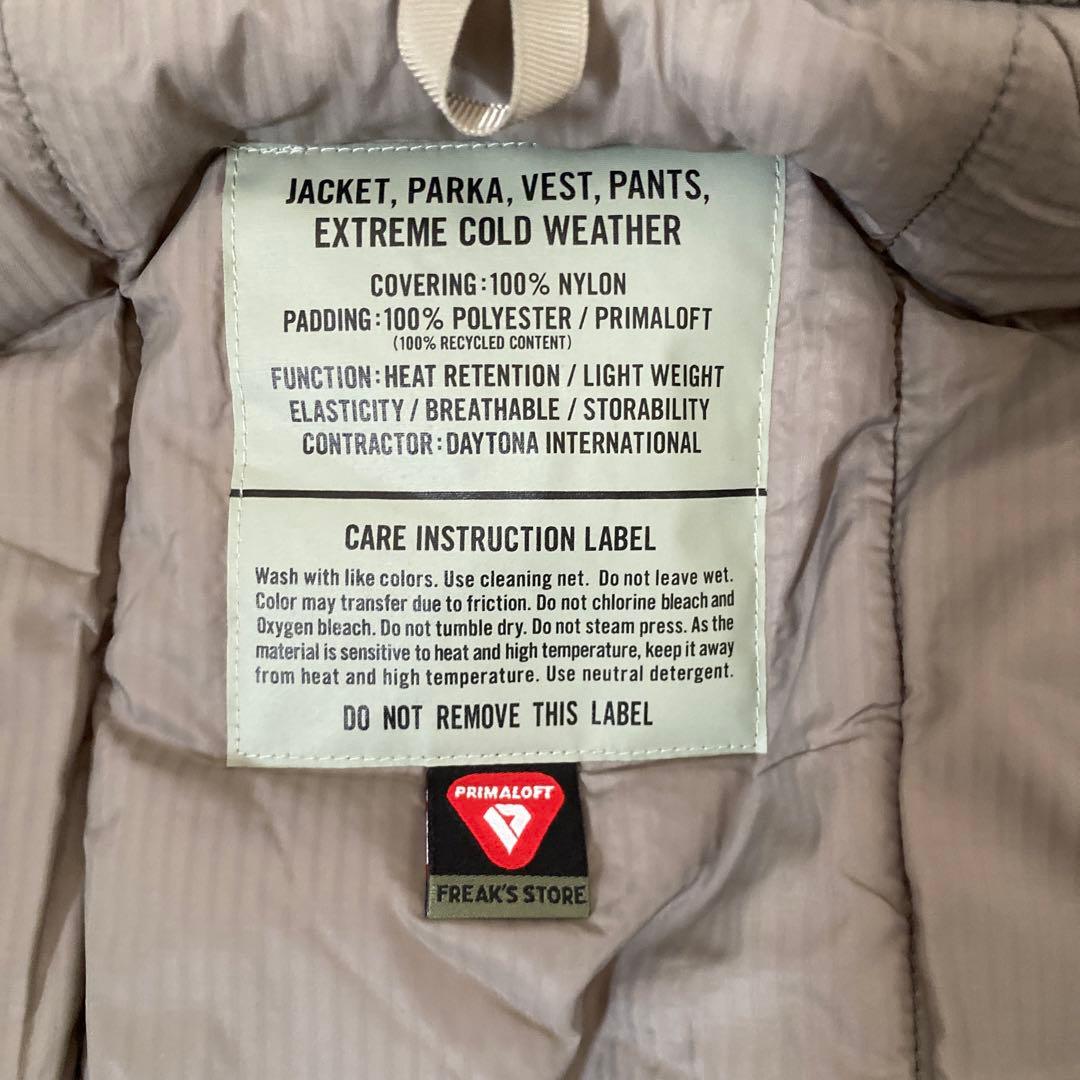 JACKET, PARKA, VEST, PANTS,
EXTREME COLD WEATHER
COVERING:100% NYLON
PADDING:100% POLYESTER / PRIMALOFT
(100% RECYCLED CONTENT)
FUNCTION:HEAT RETENTION / LIGHT WEIGHT
ELASTICITY / BREATHABLE / STORABILITY
CONTRACTOR:DAYTONA INTERNATIONAL
CARE INSTRUCTION LABEL
Wash with like colors. Use cleaning net. Do not leave wet.
Color may transfer due to friction. Do not chlorine bleach and
Oxygen bleach. Do not tumble dry. Do not steam press. As the
material is sensitive to heat and high temperature, keep it away
from heat and high temperature. Use neutral detergent.
DO NOT REMOVE THIS LABEL
PRIMALOFT
FREAK'S STORE